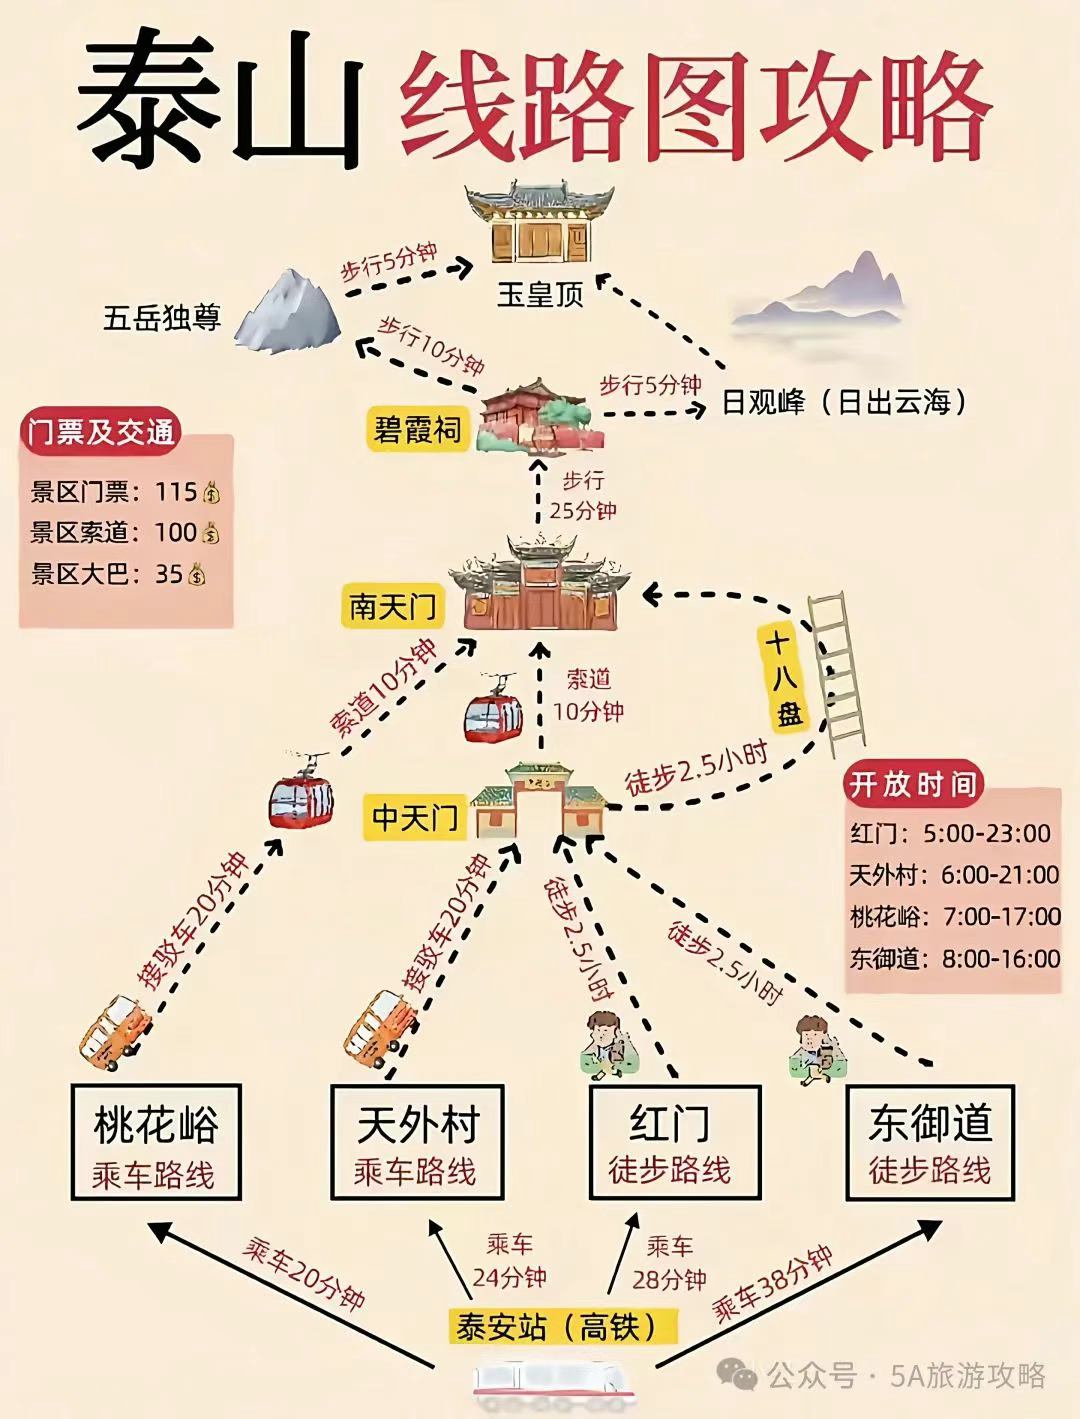 泰山 线路图攻略
玉皇顶
步行5分钟
五岳独尊
步行10分钟
步行5分钟
日观峰（日出云海）
碧霞祠
门票及交通
景区门票：115
景区索道：100
景区大巴：35
步行
25分钟
南天门
十八盘
索道10分钟
索道
10分钟
徒步2.5小时
中天门
开放时间
红门：5:00-23:00
天外村：6:00-21:00
桃花峪：7:00-17:00
东御道：8:00-16:00
接驳车20分钟
接驳车20分钟
徒步2.5小时
徒步2.5小时
桃花峪
乘车路线
天外村
乘车路线
红门
徒步路线
东御道
徒步路线
乘车20分钟
乘车
24分钟
乘车
28分钟
乘车38分钟
泰安站（高铁）
公众号·5A旅游攻略